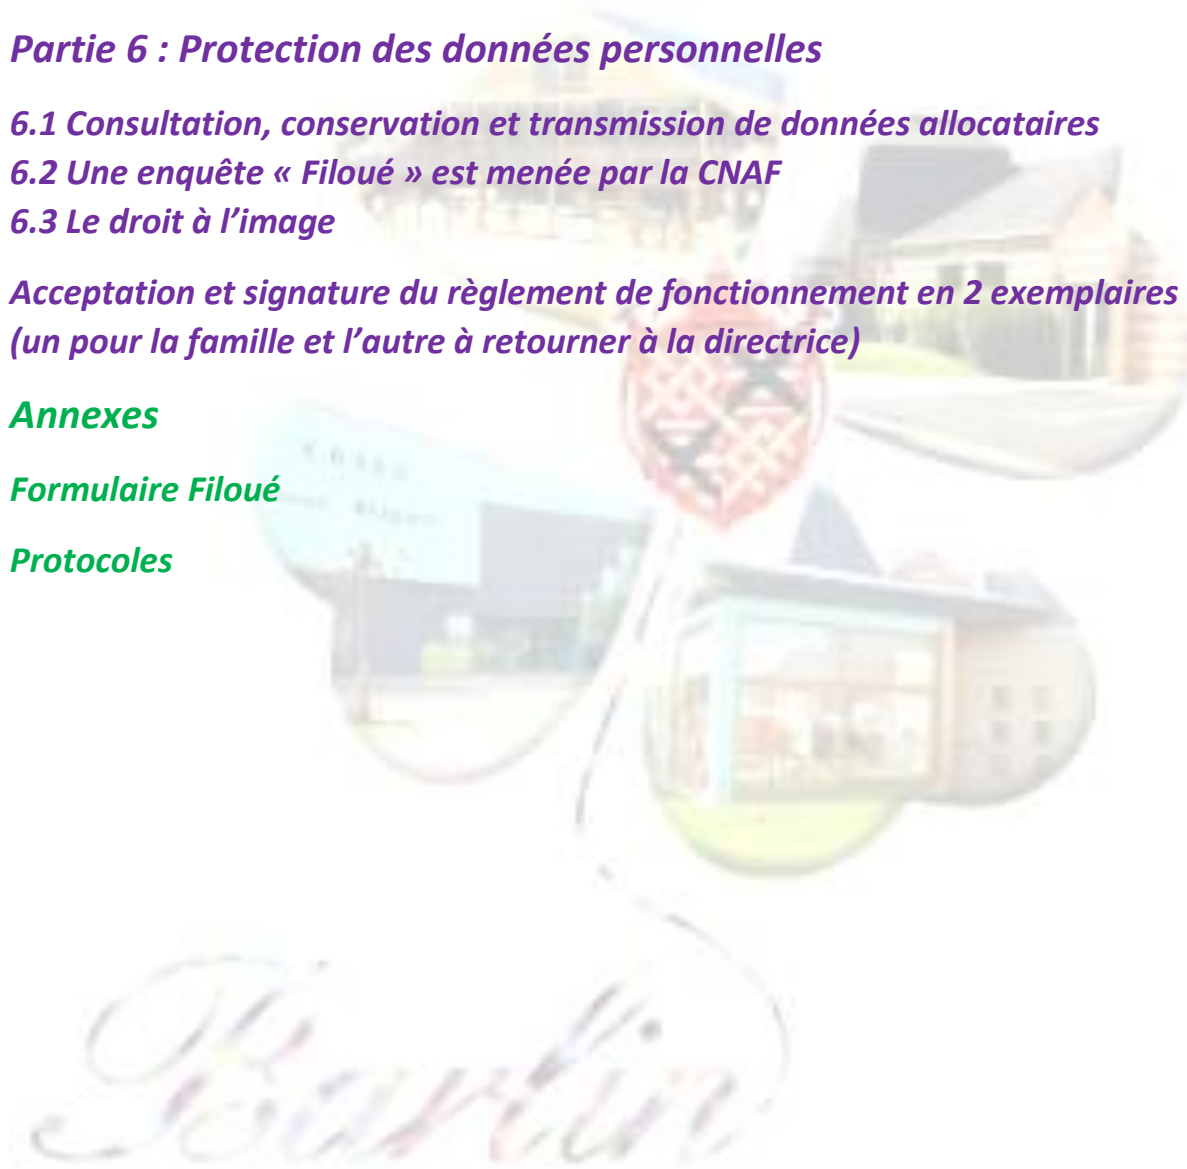 Partie 6 : Protection des données personnelles
6.1 Consultation, conservation et transmission de données allocataires
6.2 Une enquête « Filoué » est menée par la CNAF
6.3 Le droit à l’image
Acceptation et signature du règlement de fonctionnement en 2 exemplaires
(un pour la famille et l’autre à retourner à la directrice)
Annexes
Formulaire Filoué
Protocoles
Barlin